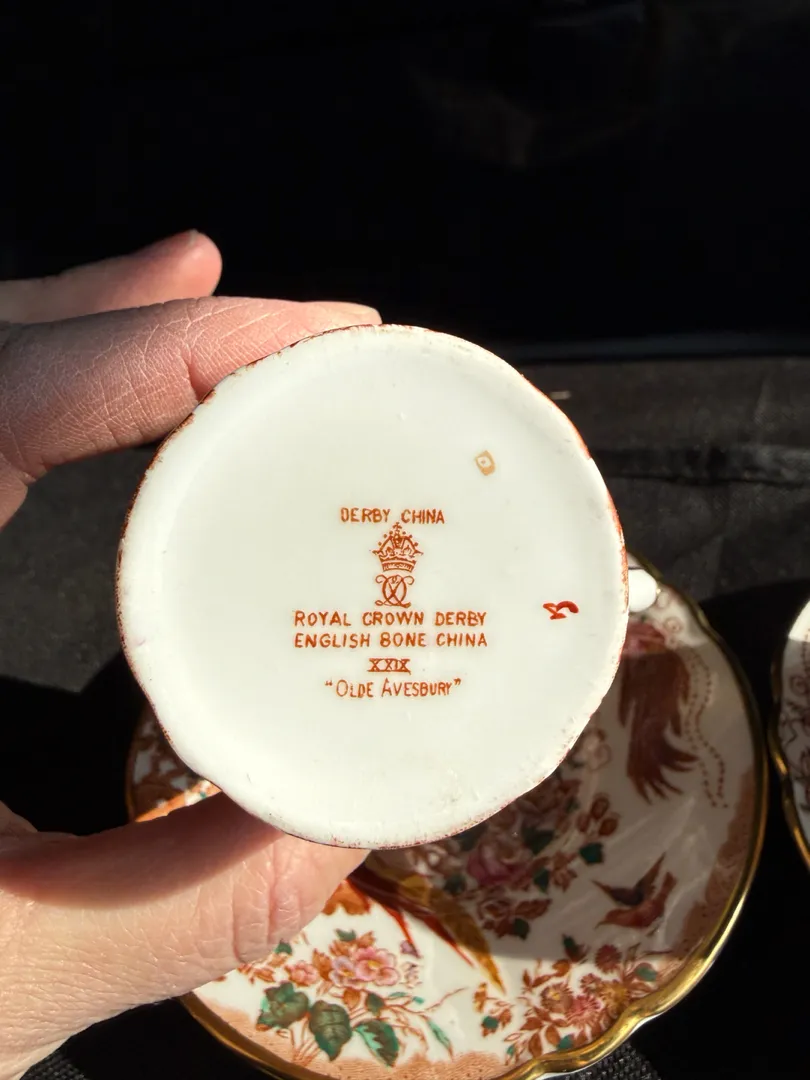 DERBY CHINA
ROYAL CROWN DERBY
ENGLISH BONE CHINA
XXIX
"OLDE AVESBURY"